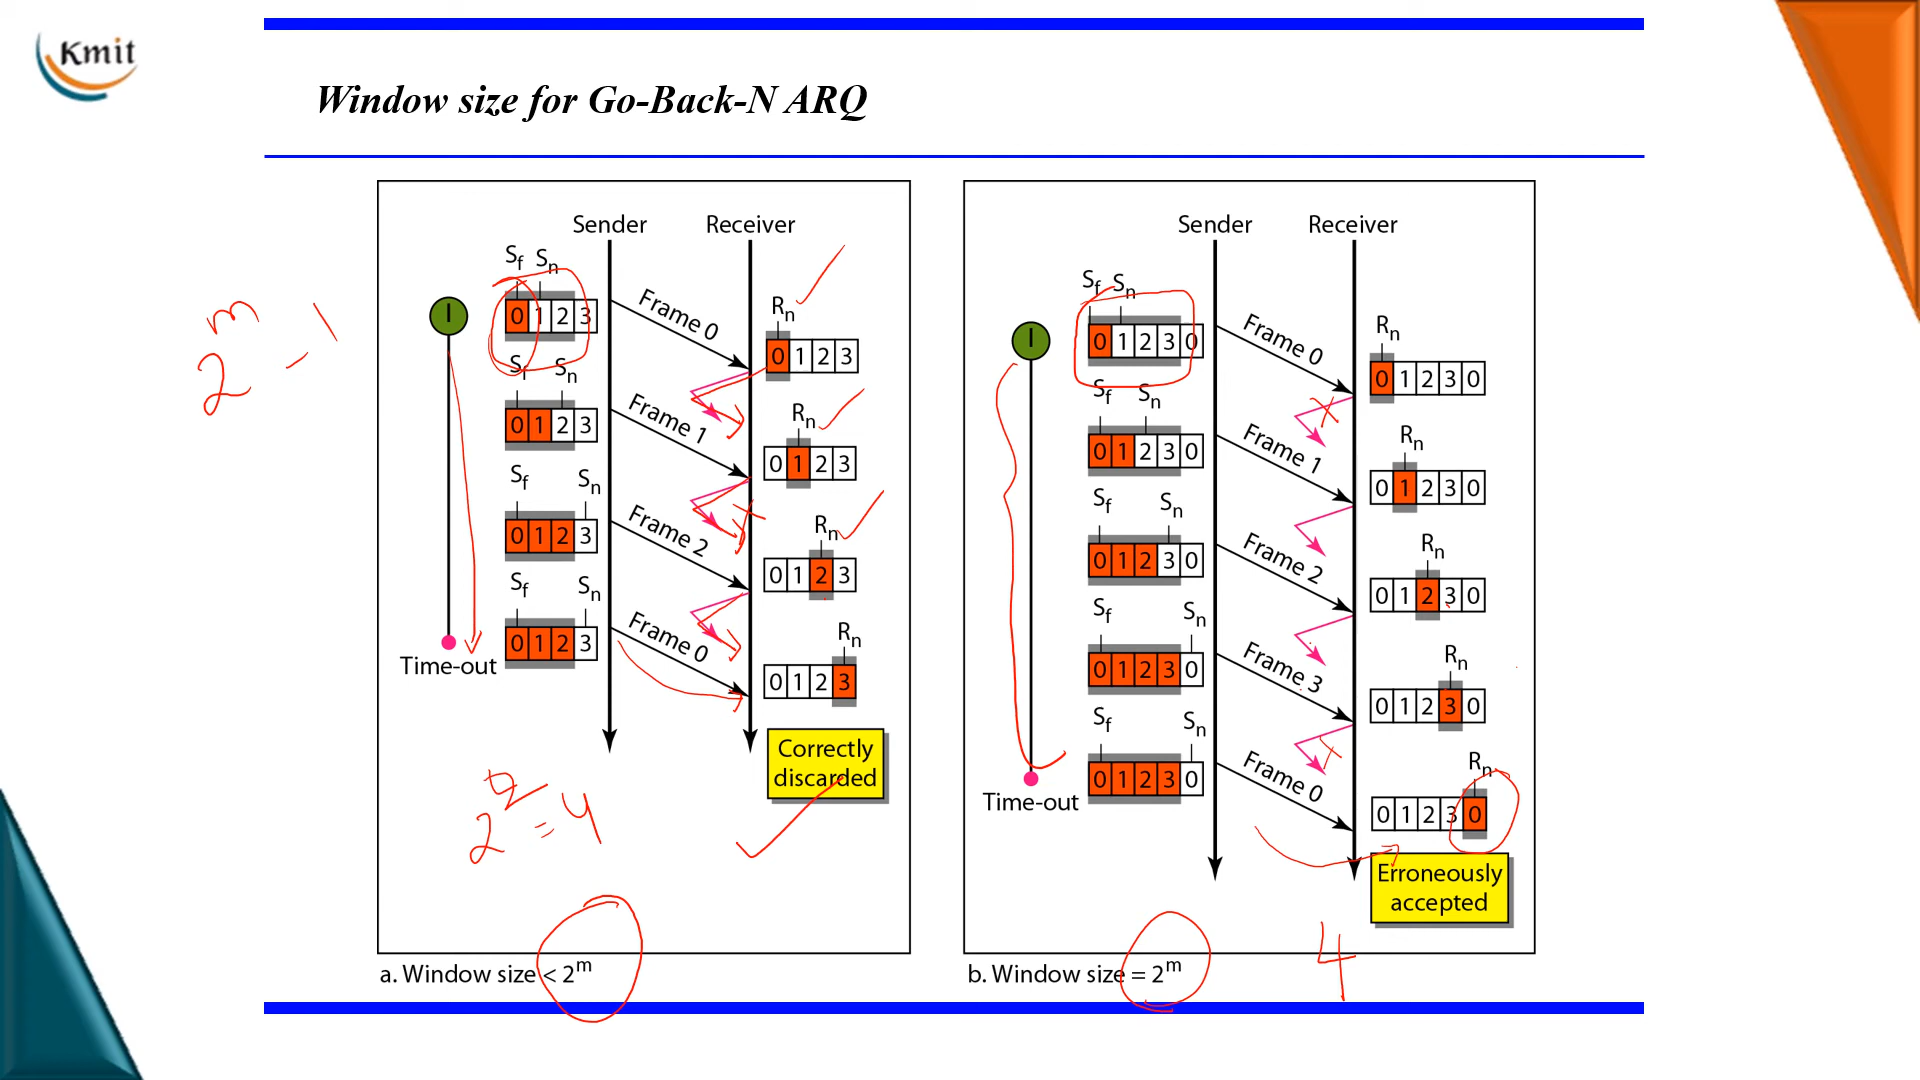 Kmit
Window size for Go-Back-N ARQ
2^m - 1
Sender Receiver
Sf Sn
0 1 2 3
Frame 0
Rn
0 1 2 3
Sf Sn
0 1 2 3
Frame 1
Rn
0 1 2 3
Sf Sn
0 1 2 3
Frame 2
Rn
0 1 2 3
Sf Sn
0 1 2 3
Frame 0
Rn
0 1 2 3
Time-out
Correctly
discarded
2^2 = 4
a. Window size < 2^m
Sender Receiver
Sf Sn
0 1 2 3 0
Frame 0
Rn
0 1 2 3 0
Sf Sn
0 1 2 3 0
Frame 1
Rn
0 1 2 3 0
Sf Sn
0 1 2 3 0
Frame 2
Rn
0 1 2 3 0
Sf Sn
0 1 2 3 0
Frame 3
Rn
0 1 2 3 0
Sf Sn
0 1 2 3 0
Frame 0
Rn
0 1 2 3 0
Time-out
Erroneously
accepted
b. Window size = 2^m
4